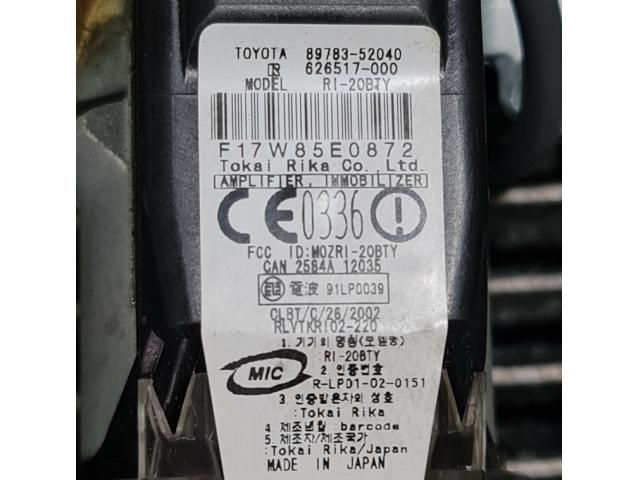 TOYOTA 89783-52040
R 626517-000
MODEL RI-20BTY
F17W85E0872
Tokai Rika Co. Ltd.
AMPLIFIER, IMMOBILIZER
CE0336!
FCC ID:MOZRI-20BTY
CAN 2584A 12035
電波 91LP0039
CLBT/C/26/2002
RLVTKRI02-220
1. 기기의 명칭(모델명)
:RI-20BTY
MIC 2. 인증번호
:R-LPD1-02-0151
3. 인증받은자의 상호
:Tokai Rika
4. 제조년월 :barcode
5. 제조자/제조국가
:Tokai Rika/Japan
MADE IN JAPAN